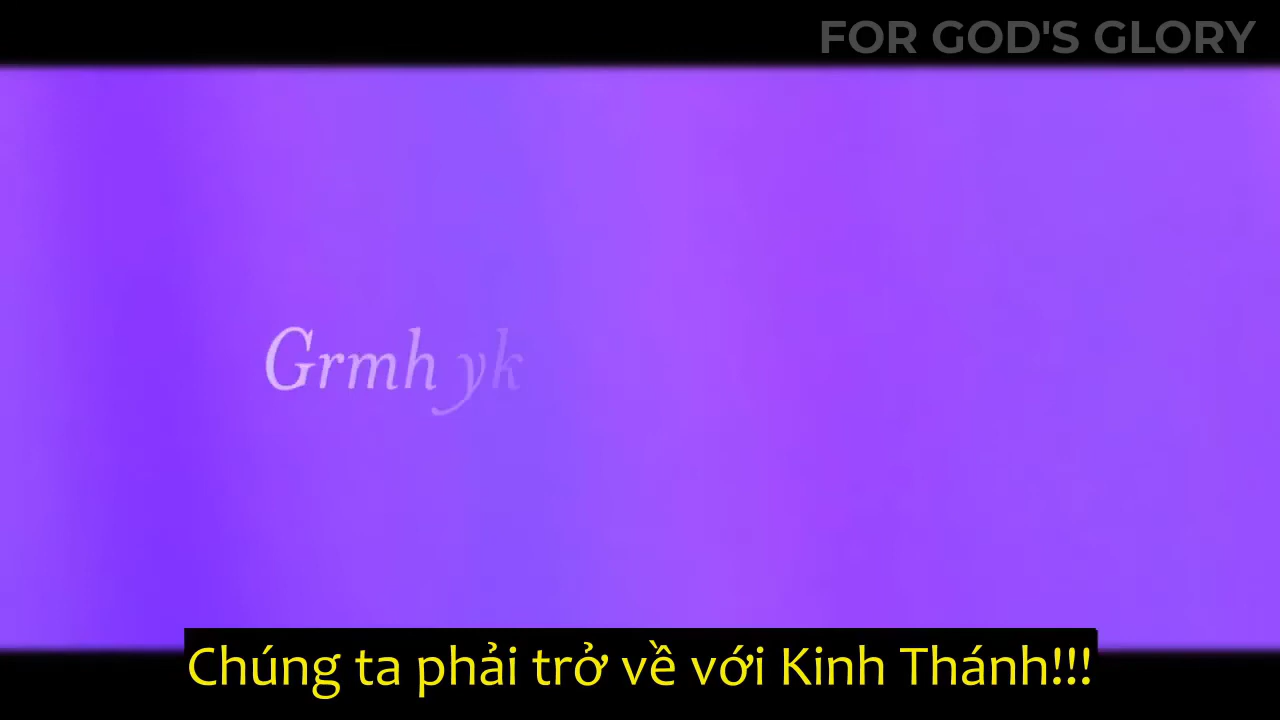 FOR GOD'S GLORY
Grmh yk
Chúng ta phải trở về với Kinh Thánh!!!